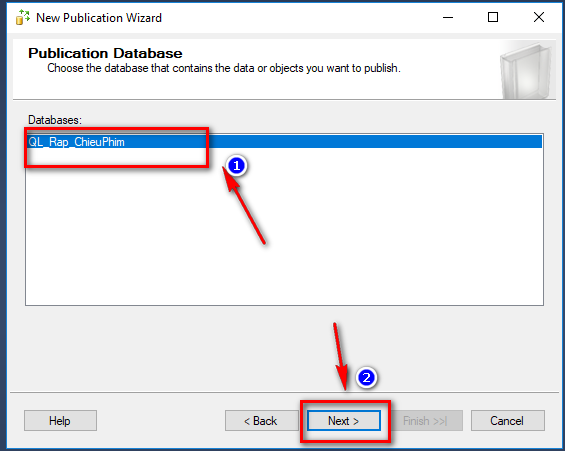 New Publication Wizard
Publication Database
Choose the database that contains the data or objects you want to publish.
Databases:
QL_Rap_ChieuPhim
1
2
Help
< Back
Next >
Finish >>|
Cancel